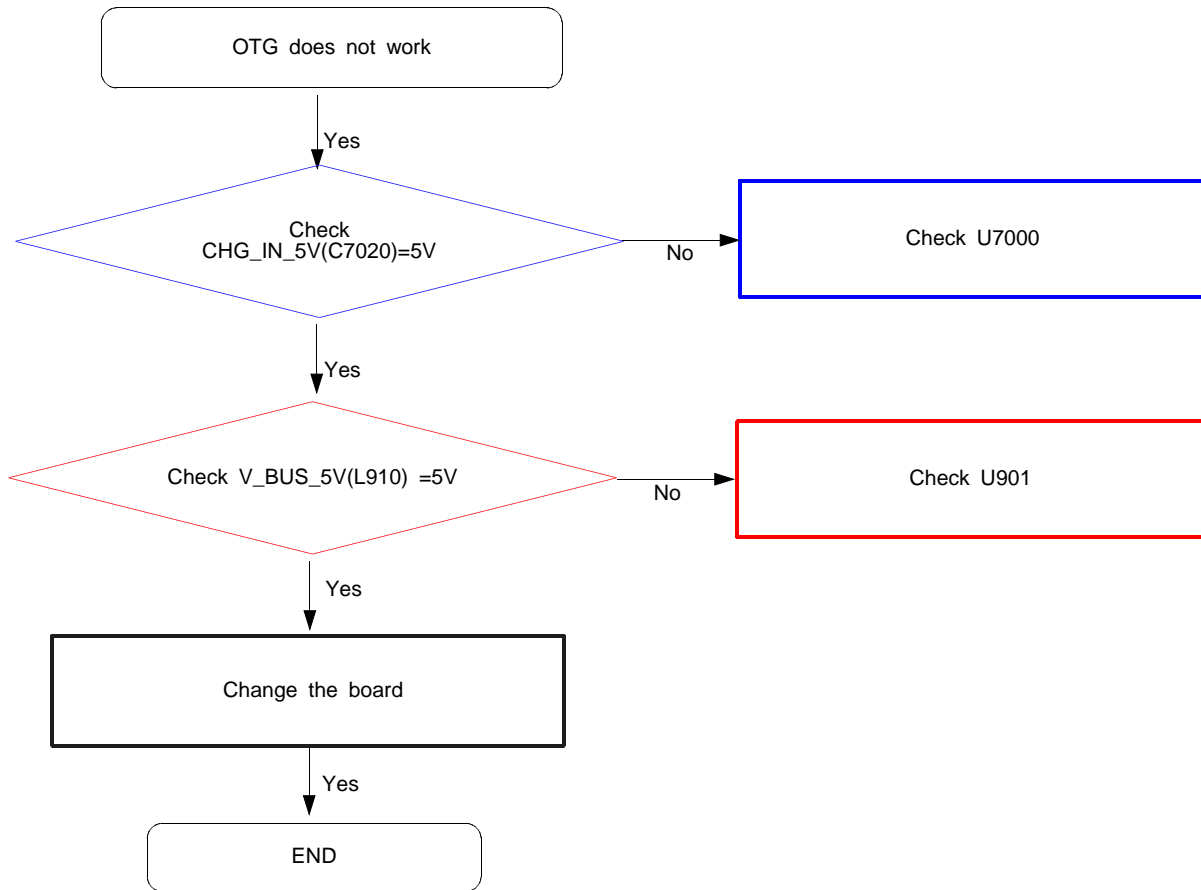 OTG does not work
Yes
Check
CHG_IN_5V(C7020)=5V
No
Check U7000
Yes
Check V_BUS_5V(L910) =5V
No
Check U901
Yes
Change the board
Yes
END